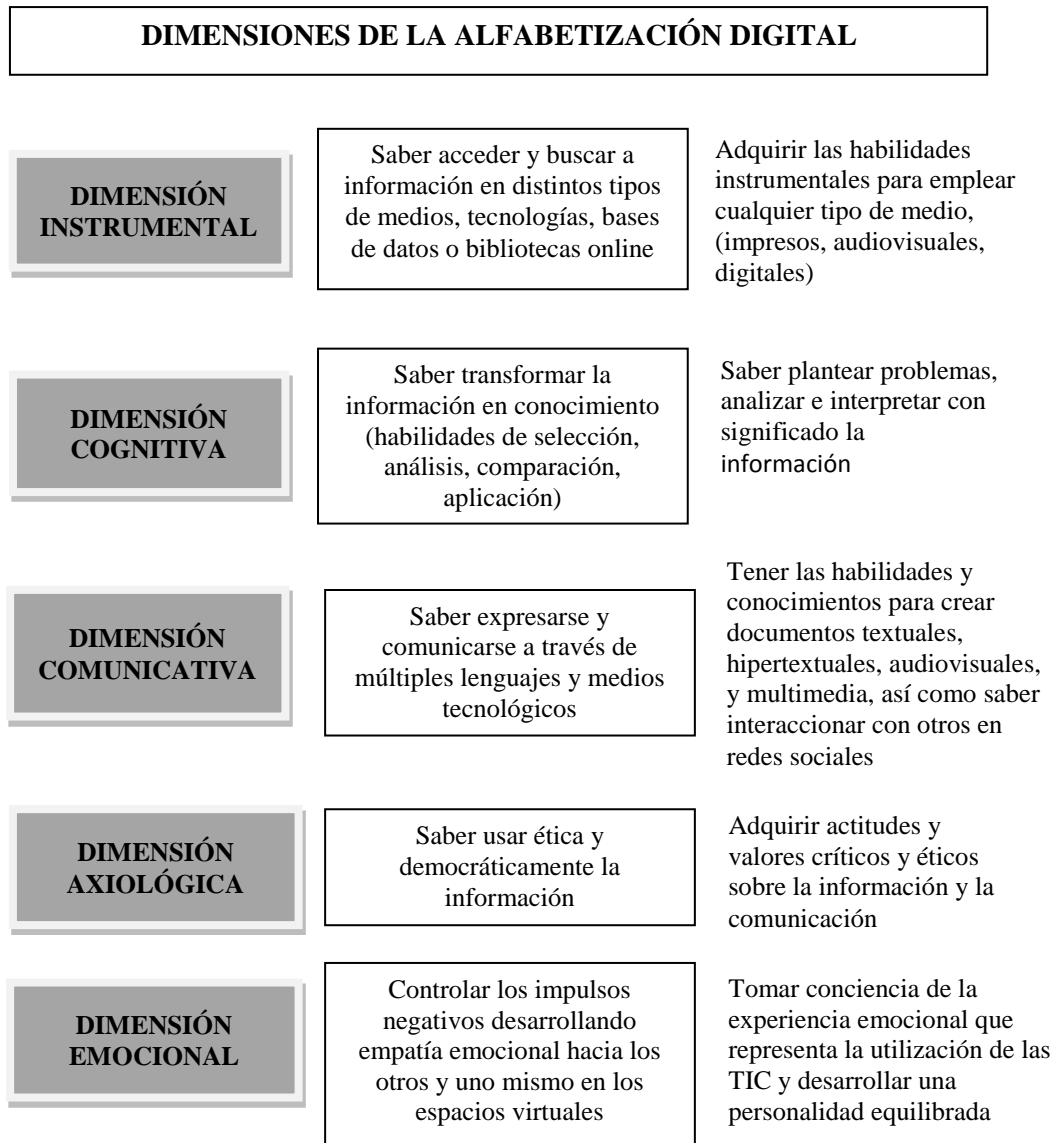 DIMENSIONES DE LA ALFABETIZACIÓN DIGITAL
DIMENSIÓN
INSTRUMENTAL
Saber acceder y buscar a
información en distintos tipos
de medios, tecnologías, bases
de datos o bibliotecas online
Adquirir las habilidades
instrumentales para emplear
cualquier tipo de medio,
(impresos, audiovisuales,
digitales)
DIMENSIÓN
COGNITIVA
Saber transformar la
información en conocimiento
(habilidades de selección,
análisis, comparación,
aplicación)
Saber plantear problemas,
analizar e interpretar con
significado la
información
DIMENSIÓN
COMUNICATIVA
Saber expresarse y
comunicarse a través de
múltiples lenguajes y medios
tecnológicos
Tener las habilidades y
conocimientos para crear
documentos textuales,
hipertextuales, audiovisuales,
y multimedia, así como saber
interaccionar con otros en
redes sociales
DIMENSIÓN
AXIOLÓGICA
Saber usar ética y
democráticamente la
información
Adquirir actitudes y
valores críticos y éticos
sobre la información y la
comunicación
DIMENSIÓN
EMOCIONAL
Controlar los impulsos
negativos desarrollando
empatía emocional hacia los
otros y uno mismo en los
espacios virtuales
Tomar conciencia de la
experiencia emocional que
representa la utilización de las
TIC y desarrollar una
personalidad equilibrada